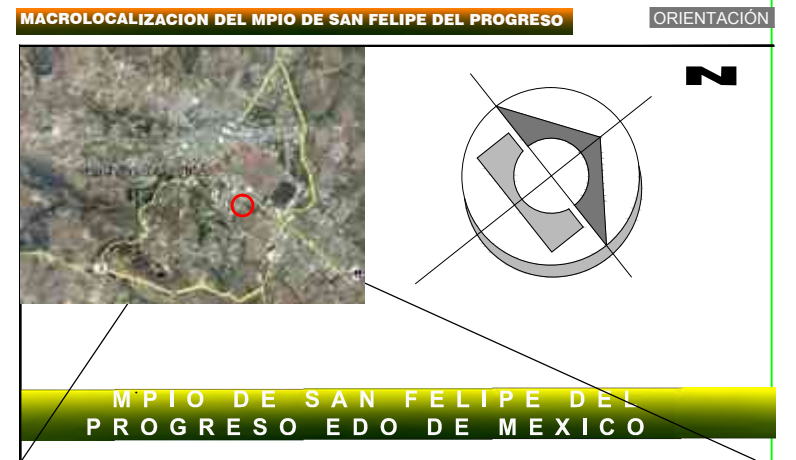 MACROLOCALIZACION DEL MPIO DE SAN FELIPE DEL PROGRESO
ORIENTACIÓN
N
MPIO DE SAN FELIPE DEL
PROGRESO EDO DE MEXICO